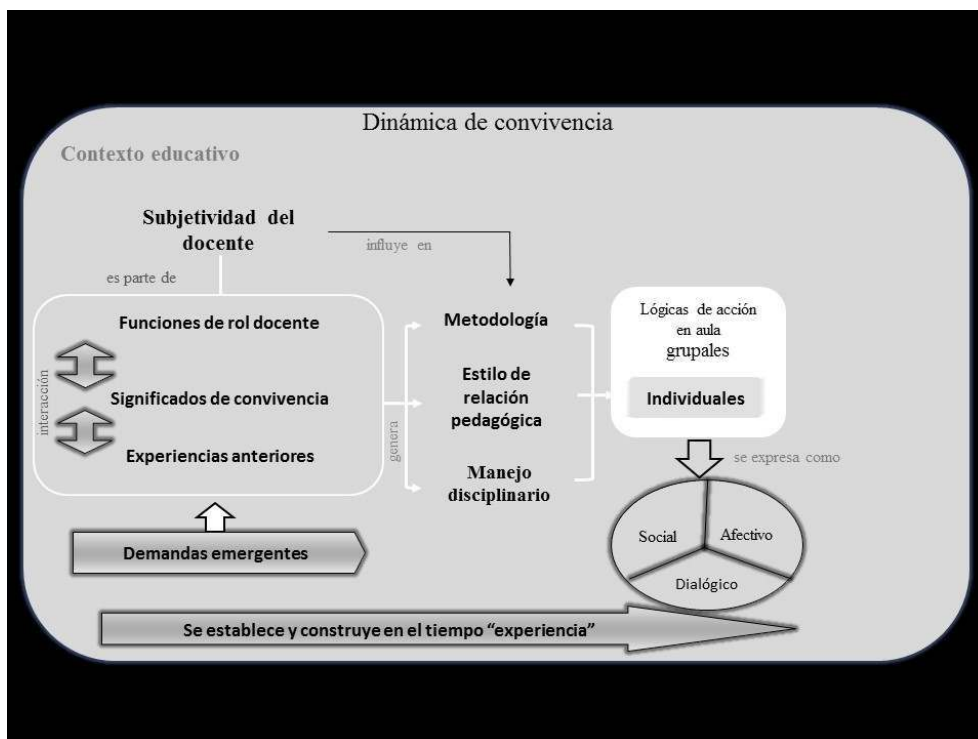 Dinámica de convivencia
Contexto educativo
Subjetividad del
docente
influye en
es parte de
Funciones de rol docente
interacción
Significados de convivencia
Experiencias anteriores
genera
Metodología
Estilo de
relación
pedagógica
Manejo
disciplinario
Lógicas de acción
en aula
grupales
Individuales
se expresa como
Social
Afectivo
Dialógico
Demandas emergentes
Se establece y construye en el tiempo “experiencia”